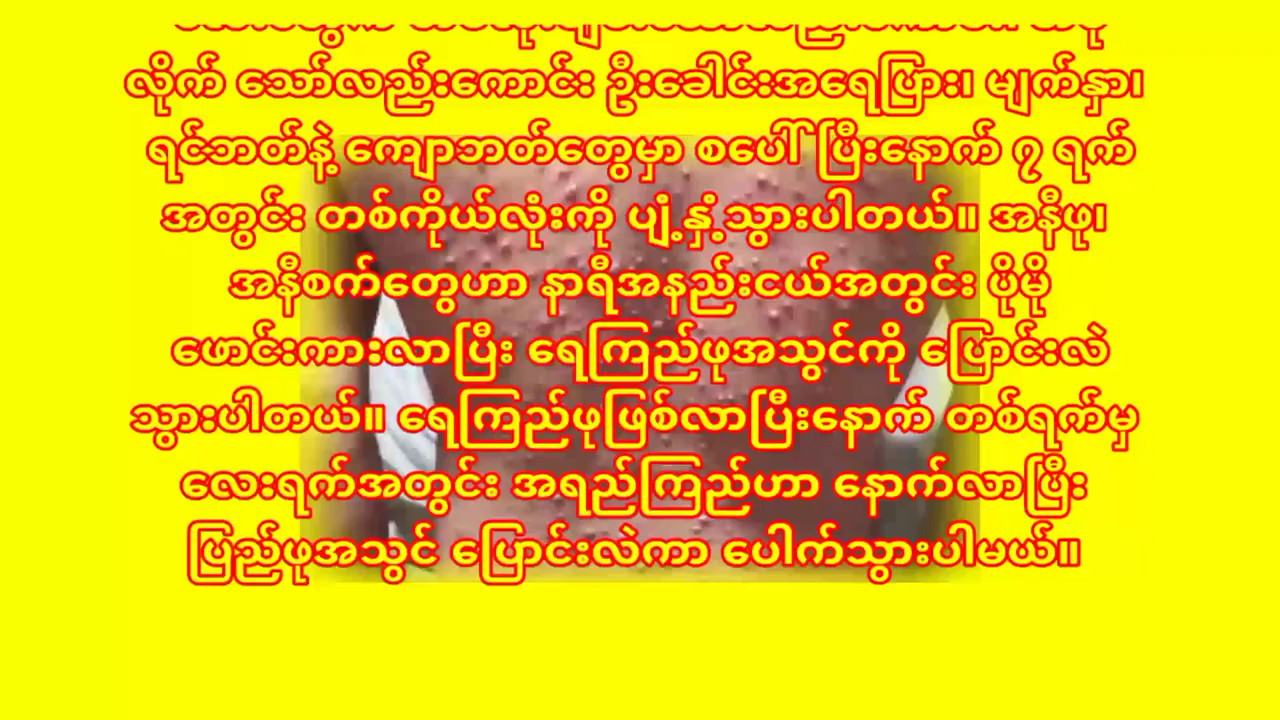 လိုက် သော်လည်းကောင်း ဦးခေါင်းအရေပြား၊ မျက်နှာ၊
ရင်ဘတ်နဲ့ ကျောဘတ်တွေမှာ စပေါ် ပြီးနောက် ၇ ရက်
အတွင်း တစ်ကိုယ်လုံးကို ပျံ့နှံ့သွားပါတယ်။ အနီဖု၊
အနီစက်တွေဟာ နာရီအနည်းငယ်အတွင်း ပိုမို
ဖောင်းကားလာပြီး ရေကြည်ဖုအသွင်ကို ပြောင်းလဲ
သွားပါတယ်။ ရေကြည်ဖုဖြစ်လာပြီးနောက် တစ်ရက်မှ
လေးရက်အတွင်း အရည်ကြည်ဟာ နောက်လာပြီး
ပြည်ဖုအသွင် ပြောင်းလဲကာ ပေါက်သွားပါမယ်။